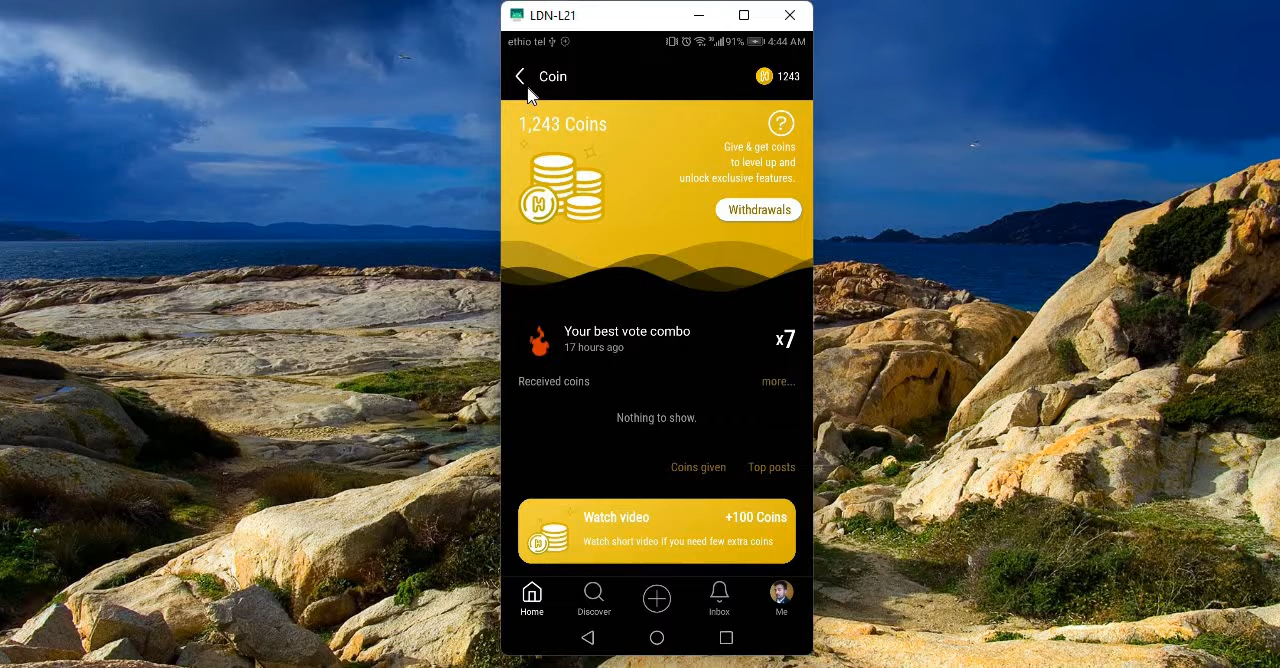 LDN-L21
ethio tel 91% 4:44 AM
Coin 1243
1,243 Coins
?
Give & get coins
to level up and
unlock exclusive features.
Withdrawals
Your best vote combo
17 hours ago
x7
Received coins more...
Nothing to show.
Coins given Top posts
Watch video +100 Coins
Watch short video if you need few extra coins
Home Discover Inbox Me